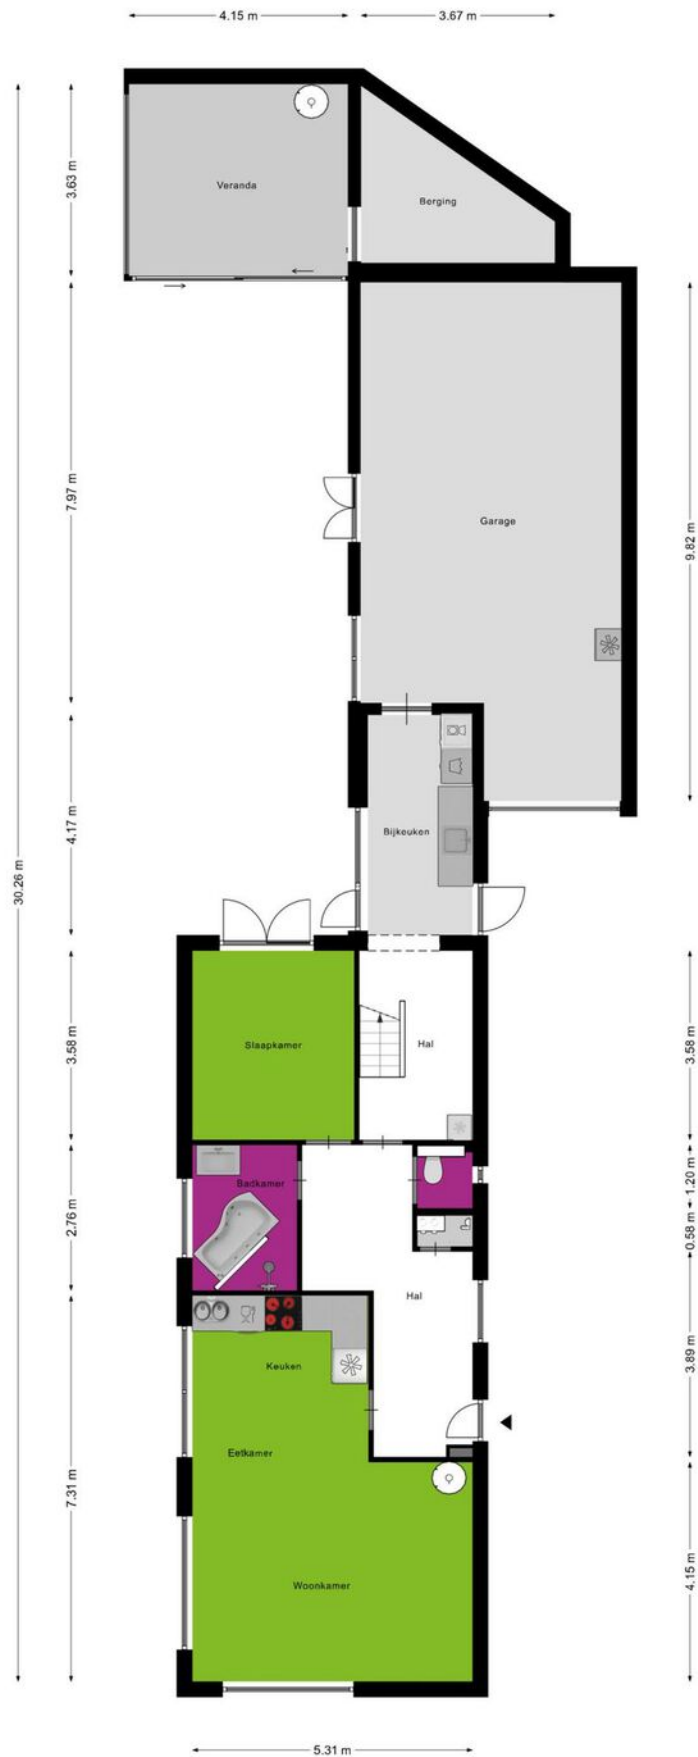 4.15 m
3.67 m
3.63 m
Veranda
Berging
7.97 m
Garage
9.82 m
30.26 m
4.17 m
Bijkeuken
3.58 m
Slaapkamer
Hal
3.58 m
2.76 m
Badkamer
1.20 m
0.58 m
Hal
Keuken
3.89 m
Eetkamer
7.31 m
Woonkamer
4.15 m
5.31 m